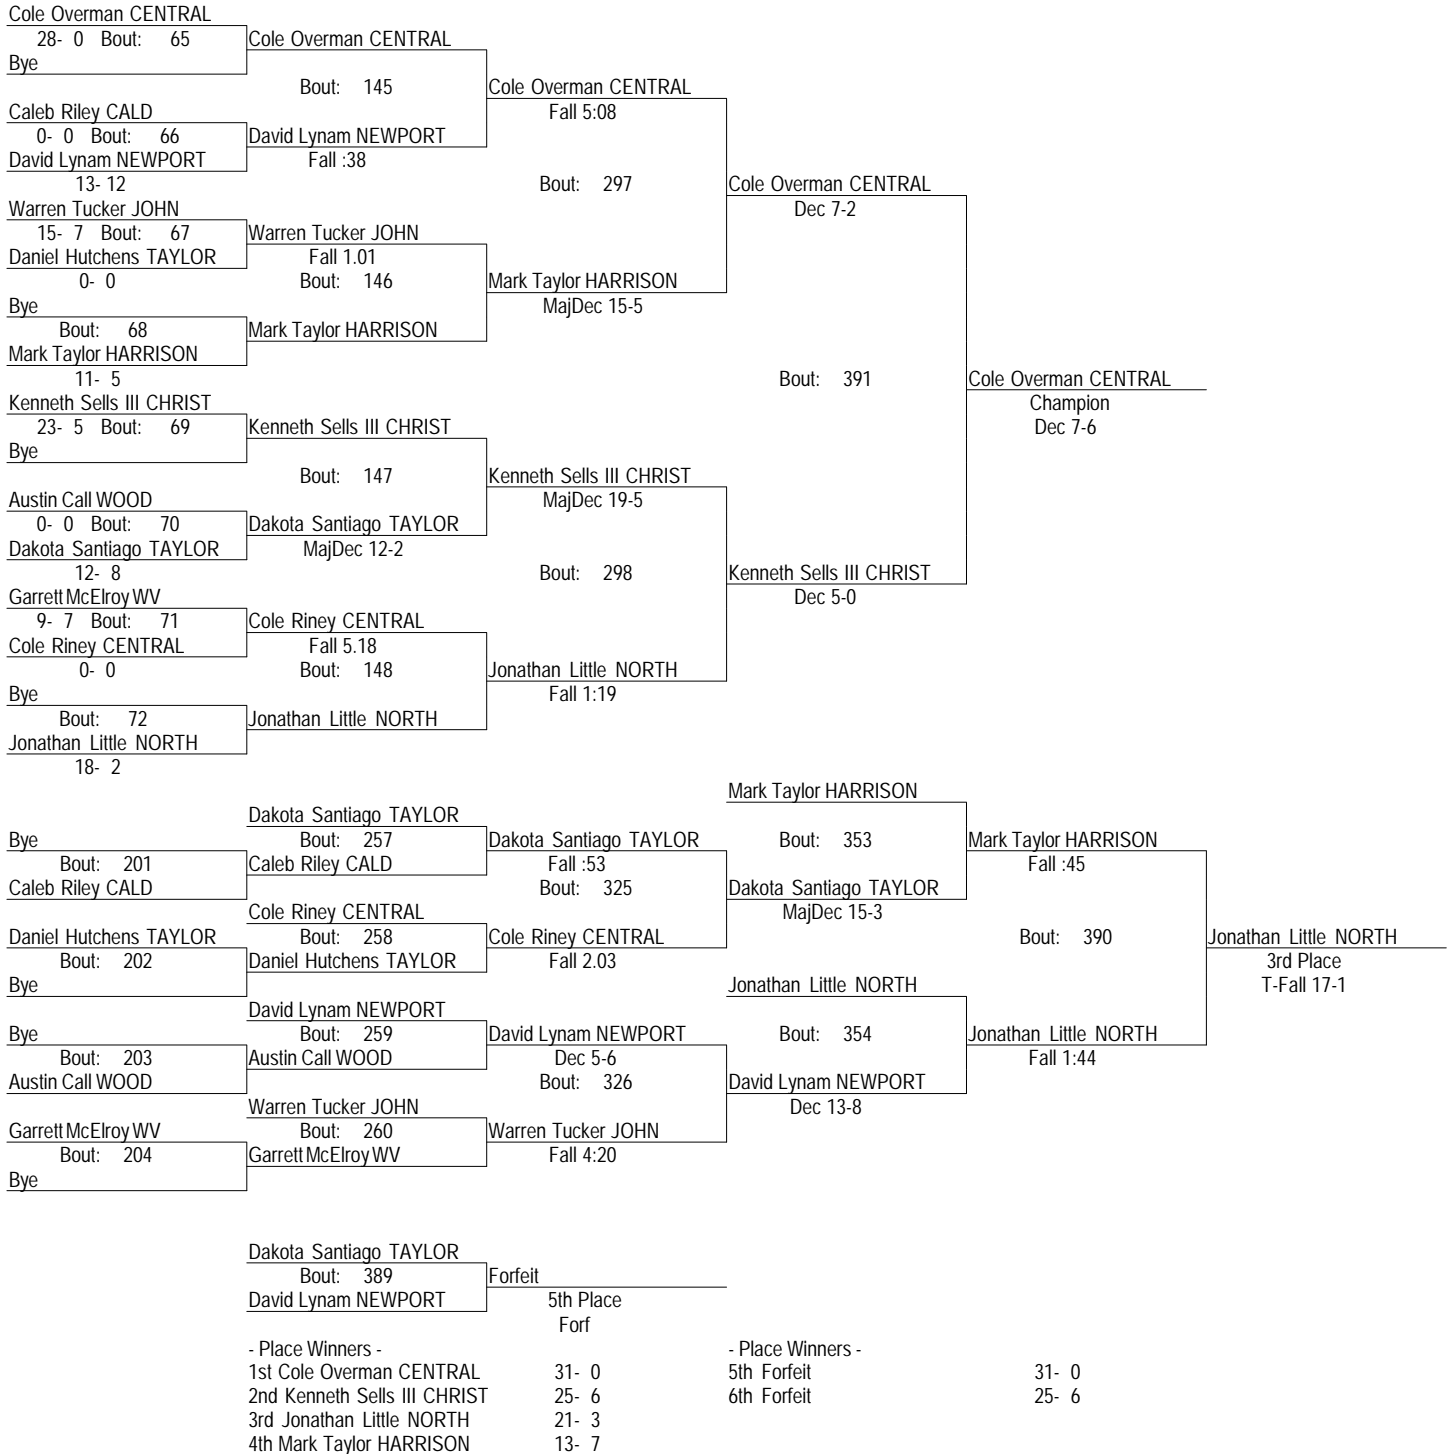 Cole Overman CENTRAL
28- 0 Bout: 65
Bye
Cole Overman CENTRAL
Bout: 145
Cole Overman CENTRAL
Fall 5:08
Caleb Riley CALD
0- 0 Bout: 66
David Lynam NEWPORT
13- 12
David Lynam NEWPORT
Fall :38
Bout: 297
Cole Overman CENTRAL
Dec 7-2
Warren Tucker JOHN
15- 7 Bout: 67
Daniel Hutchens TAYLOR
0- 0
Warren Tucker JOHN
Fall 1.01
Bout: 146
Mark Taylor HARRISON
MajDec 15-5
Bye
Bout: 68
Mark Taylor HARRISON
11- 5
Mark Taylor HARRISON
Bout: 391
Cole Overman CENTRAL
Champion
Dec 7-6
Kenneth Sells III CHRIST
23- 5 Bout: 69
Bye
Kenneth Sells III CHRIST
Bout: 147
Kenneth Sells III CHRIST
MajDec 19-5
Austin Call WOOD
0- 0 Bout: 70
Dakota Santiago TAYLOR
12- 8
Dakota Santiago TAYLOR
MajDec 12-2
Bout: 298
Kenneth Sells III CHRIST
Dec 5-0
Garrett McElroy WV
9- 7 Bout: 71
Cole Riney CENTRAL
0- 0
Cole Riney CENTRAL
Fall 5.18
Bout: 148
Jonathan Little NORTH
Fall 1:19
Bye
Bout: 72
Jonathan Little NORTH
18- 2
Jonathan Little NORTH
Mark Taylor HARRISON
Dakota Santiago TAYLOR
Bye
Bout: 257
Dakota Santiago TAYLOR
Bout: 353
Mark Taylor HARRISON
Bout: 201
Caleb Riley CALD
Fall :53
Fall :45
Caleb Riley CALD
Bout: 325
Dakota Santiago TAYLOR
MajDec 15-3
Cole Riney CENTRAL
Daniel Hutchens TAYLOR
Bout: 258
Cole Riney CENTRAL
Bout: 390
Jonathan Little NORTH
Bout: 202
Daniel Hutchens TAYLOR
Fall 2.03
3rd Place
Bye
Jonathan Little NORTH
T-Fall 17-1
David Lynam NEWPORT
Bye
Bout: 259
David Lynam NEWPORT
Bout: 354
Jonathan Little NORTH
Bout: 203
Austin Call WOOD
Dec 5-6
Fall 1:44
Austin Call WOOD
Bout: 326
David Lynam NEWPORT
Dec 13-8
Warren Tucker JOHN
Garrett McElroy WV
Bout: 260
Warren Tucker JOHN
Bout: 204
Garrett McElroy WV
Fall 4:20
Bye
Dakota Santiago TAYLOR
Bout: 389
Forfeit
David Lynam NEWPORT
5th Place
Forf
- Place Winners -
1st Cole Overman CENTRAL 31- 0
2nd Kenneth Sells III CHRIST 25- 6
3rd Jonathan Little NORTH 21- 3
4th Mark Taylor HARRISON 13- 7
- Place Winners -
5th Forfeit 31- 0
6th Forfeit 25- 6